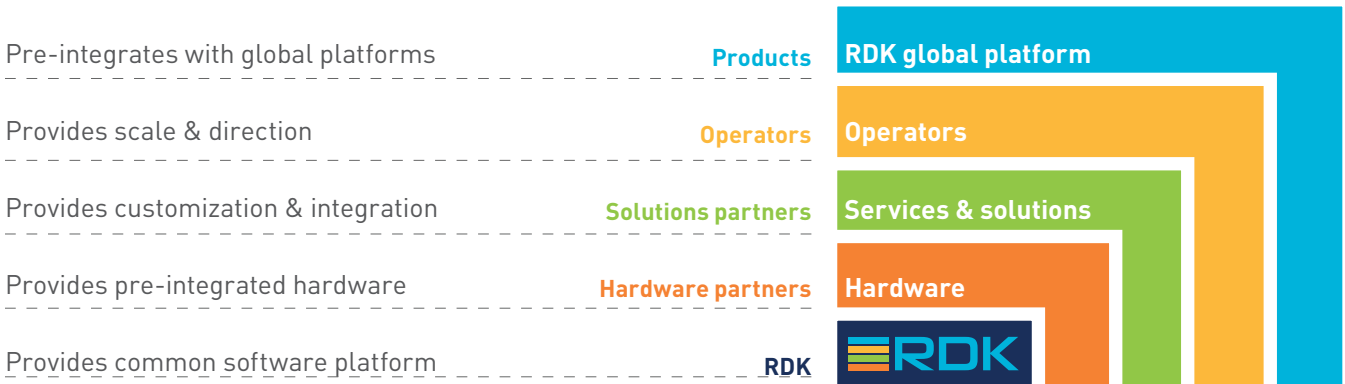 Pre-integrates with global platforms Products RDK global platform
Provides scale & direction Operators Operators
Provides customization & integration Solutions partners Services & solutions
Provides pre-integrated hardware Hardware partners Hardware
Provides common software platform RDK RDK